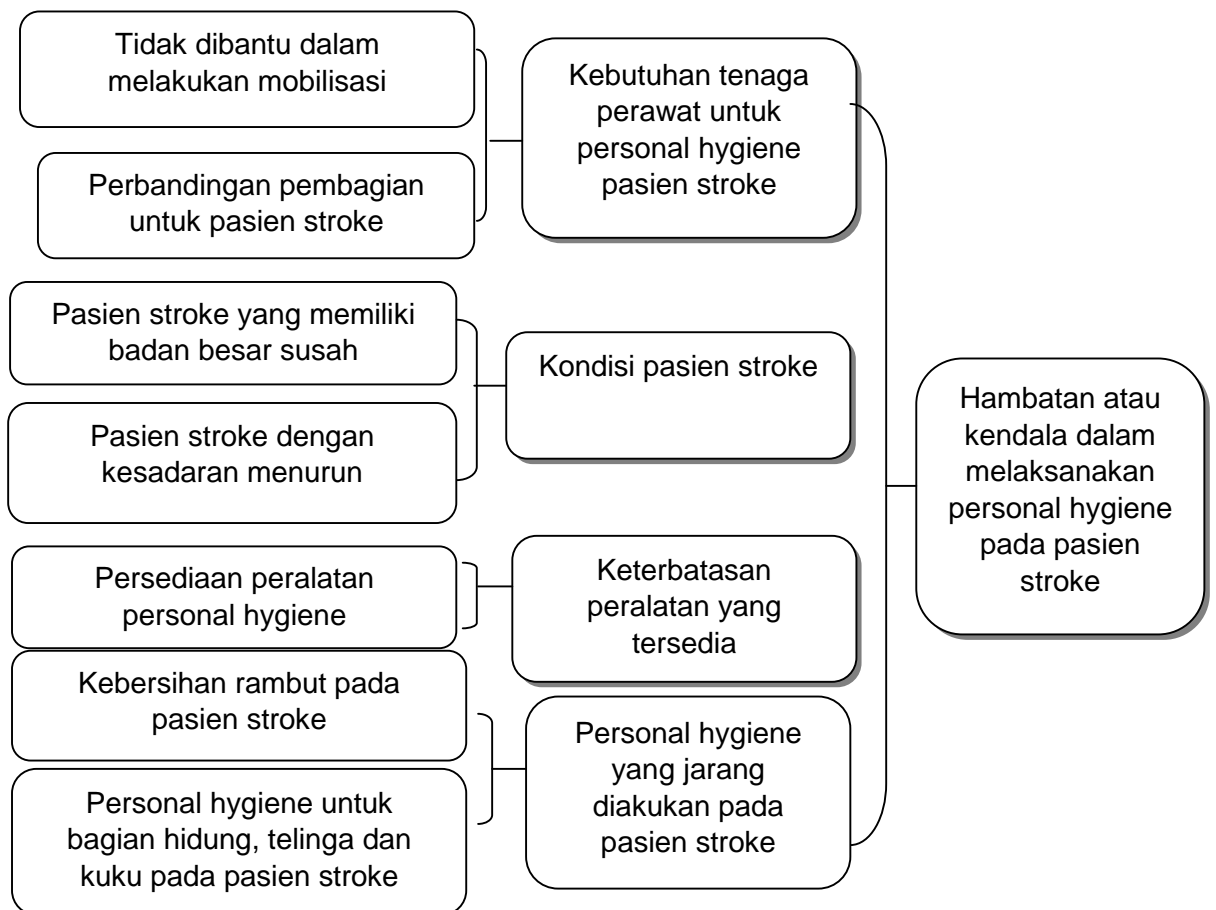 Tidak dibantu dalam
melakukan mobilisasi
Perbandingan pembagian
untuk pasien stroke
Kebutuhan tenaga
perawat untuk
personal hygiene
pasien stroke
Pasien stroke yang memiliki
badan besar susah
Pasien stroke dengan
kesadaran menurun
Kondisi pasien stroke
Persediaan peralatan
personal hygiene
Keterbatasan
peralatan yang
tersedia
Kebersihan rambut pada
pasien stroke
Personal hygiene untuk
bagian hidung, telinga dan
kuku pada pasien stroke
Personal hygiene
yang jarang
diakukan pada
pasien stroke
Hambatan atau
kendala dalam
melaksanakan
personal hygiene
pada pasien
stroke